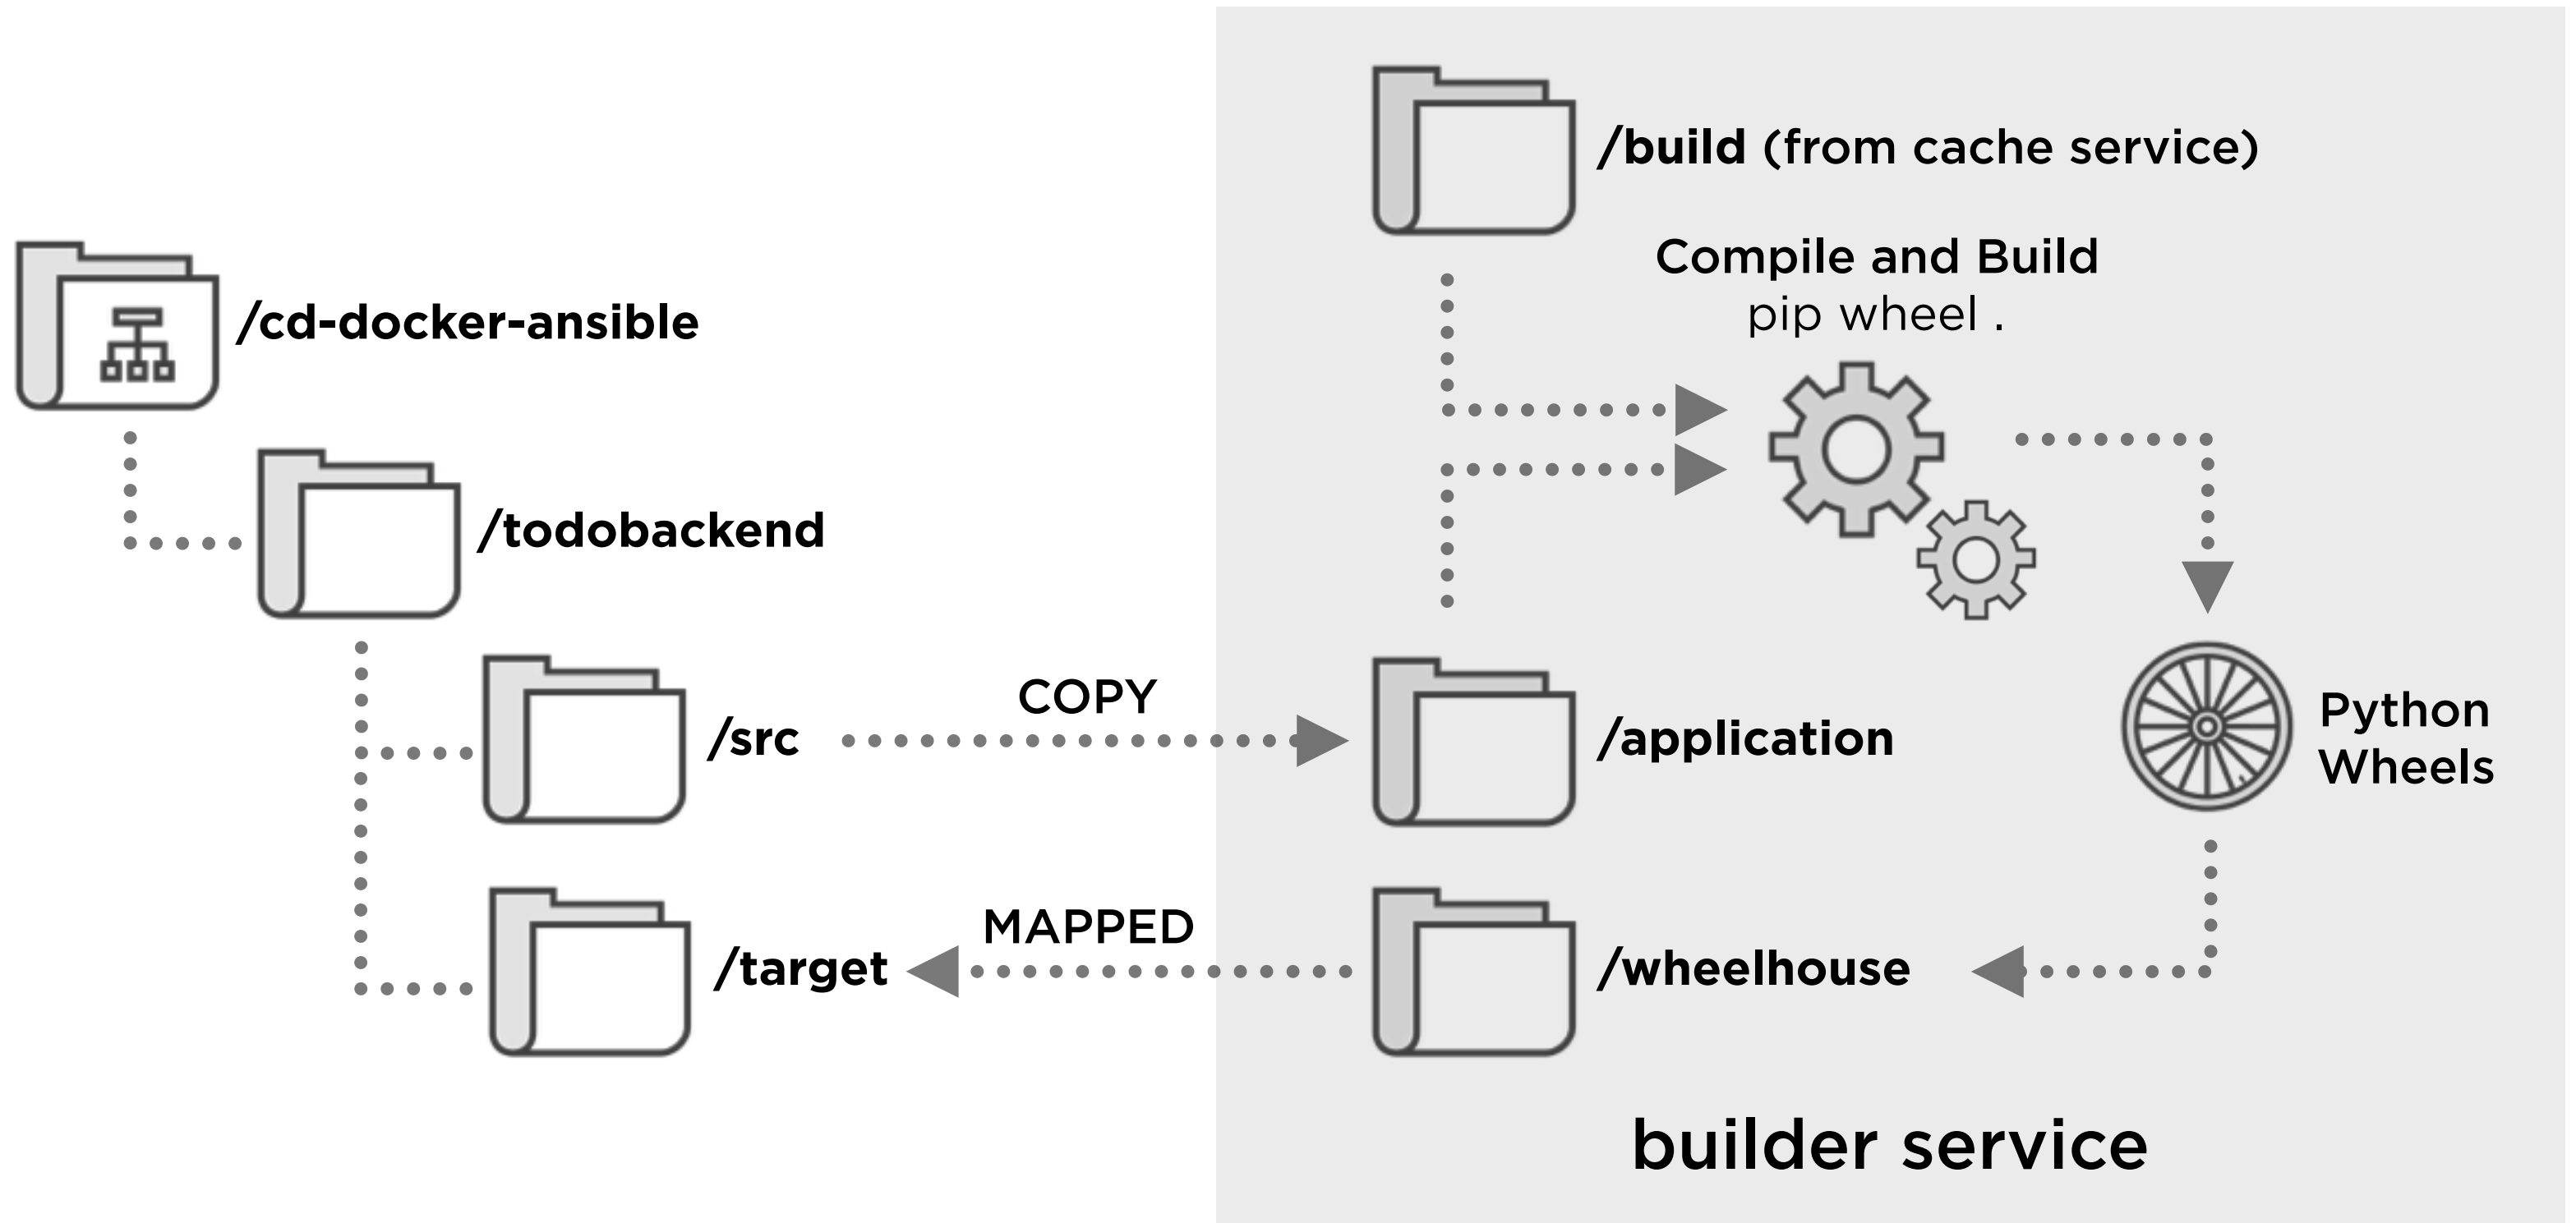 /build (from cache service)
Compile and Build
pip wheel .
/cd-docker-ansible
/todobackend
COPY
/src
/application
Python
Wheels
MAPPED
/target
/wheelhouse
builder service